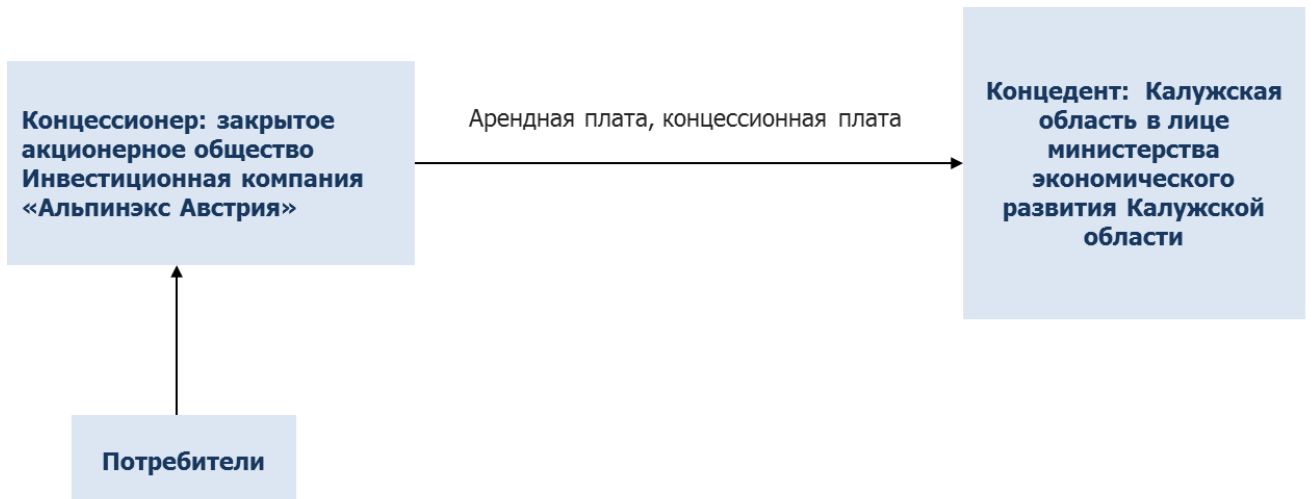 Концессионер: закрытое
акционерное общество
Инвестиционная компания
«Альпинэкс Австрия»
Арендная плата, концессионная плата
Концедент: Калужская
область в лице
министерства
экономического
развития Калужской
области
Потребители